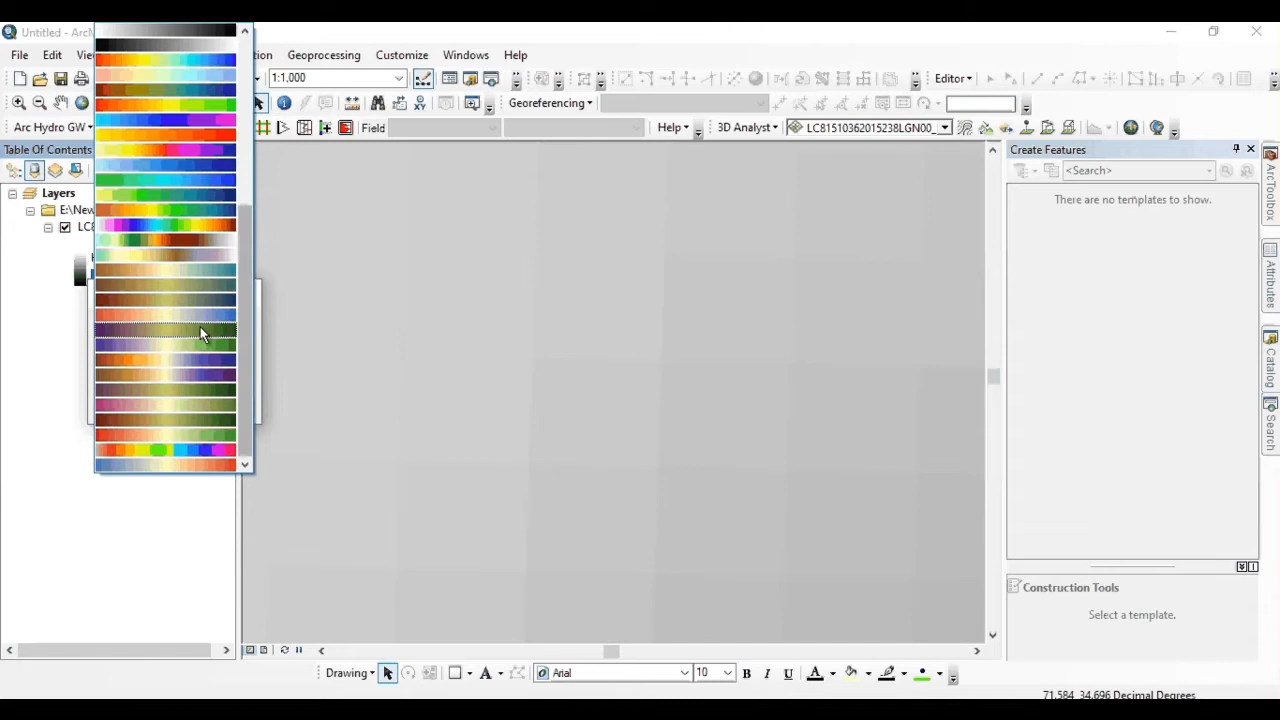 Untitled - Arc
File Edit Vie tion Geoprocessing Customize Windows Help
1:1,000 Editor
Georeferencing
Arc Hydro GW Field Help 3D Analyst LC81510362015238LGN00_
Table Of Contents Create Features
<Search>
Layers There are no templates to show.
E:\New
LC8
ArcToolbox
Attributes
Catalog
Search
Construction Tools
Select a template.
Drawing A Arial 10 B I U A
71.584 34.696 Decimal Degrees